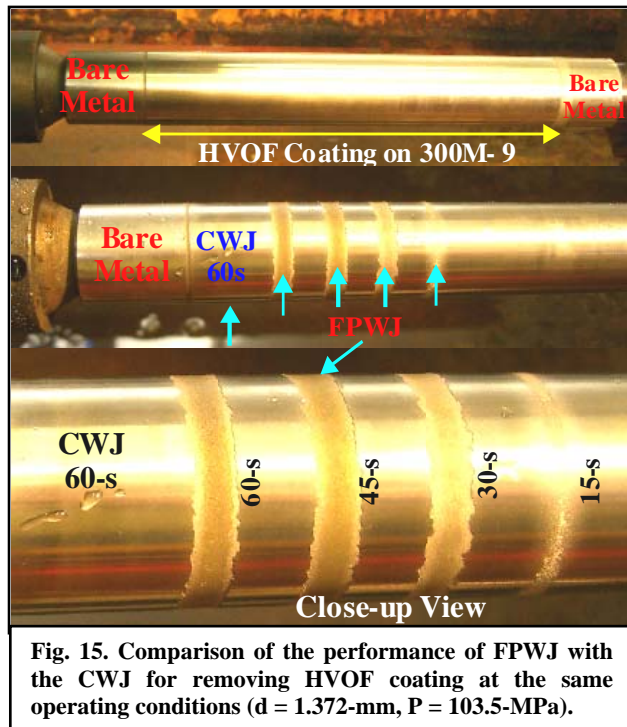 Bare
Metal
Bare
Metal
HVOF Coating on 300M- 9
Bare
Metal
CWJ
60s
FPWJ
CWJ
60-s
60-s
45-s
30-s
15-s
Close-up View
Fig. 15. Comparison of the performance of FPWJ with
the CWJ for removing HVOF coating at the same
operating conditions (d = 1.372-mm, P = 103.5-MPa).